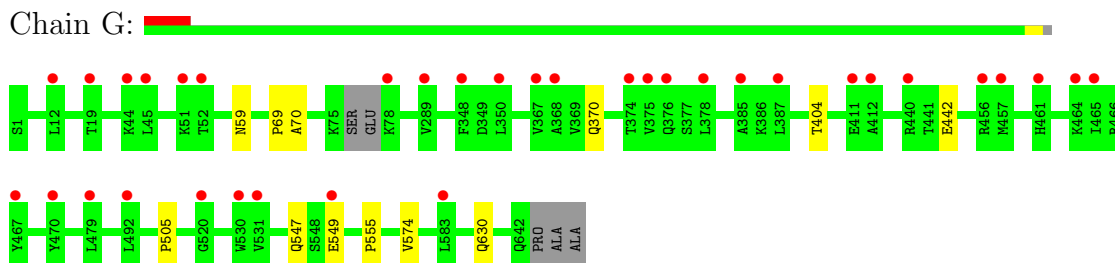 Chain G:
S1 L12 T19 K44 L45 K51 T52 N59 P69 A70 K75 SER GLU K78 V289 F348 D349 L350 V367 A368 V369 Q370 T374 V375 Q376 S377 L378 A385 K386 L387 T404 E411 A412 R440 T441 E442 R456 M457 H461 K464 I465
Y467 Y470 L479 L492 P505 G520 W530 V531 Q547 S548 E549 P555 V574 L583 Q630 Q642 PRO ALA ALA